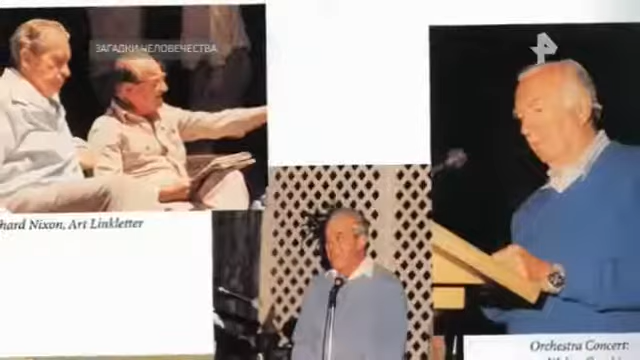 ЗАГАДКИ ЧЕЛОВЕЧЕСТВА
hard Nixon, Art Linkletter
Orchestra Concert: